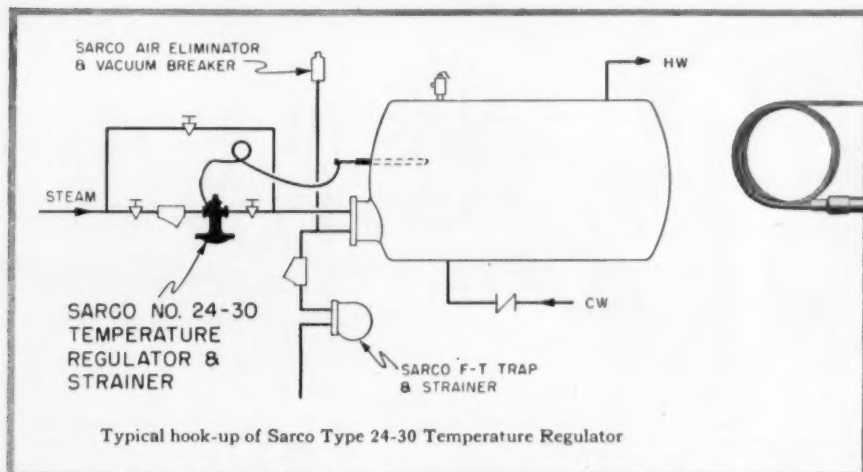 SARCO AIR ELIMINATOR
& VACUUM BREAKER
HW
STEAM
SARCO NO. 24-30
TEMPERATURE
REGULATOR &
STRAINER
CW
SARCO F-T TRAP
& STRAINER
Typical hook-up of Sarco Type 24-30 Temperature Regulator